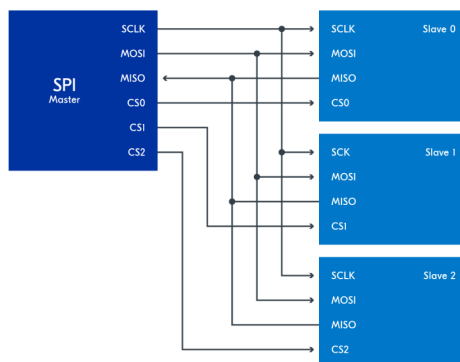 SPI
Master
SCLK
MOSI
MISO
CS0
CS1
CS2
SCLK Slave 0
MOSI
MISO
CS0
SCK Slave 1
MOSI
MISO
CS1
SCLK Slave 2
MOSI
MISO
CS2